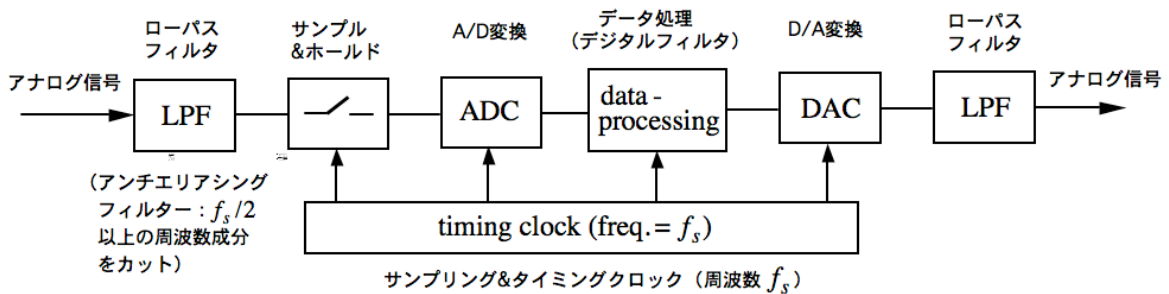 ローパス
フィルタ
サンプル
&ホールド
A/D変換
データ処理
(デジタルフィルタ)
D/A変換
ローパス
フィルタ
アナログ信号
LPF
ADC
data -
processing
DAC
LPF
アナログ信号
(アンチエリアシング
フィルター:fs/2
以上の周波数成分
をカット)
timing clock (freq. = fs)
サンプリング&タイミングクロック(周波数 fs)